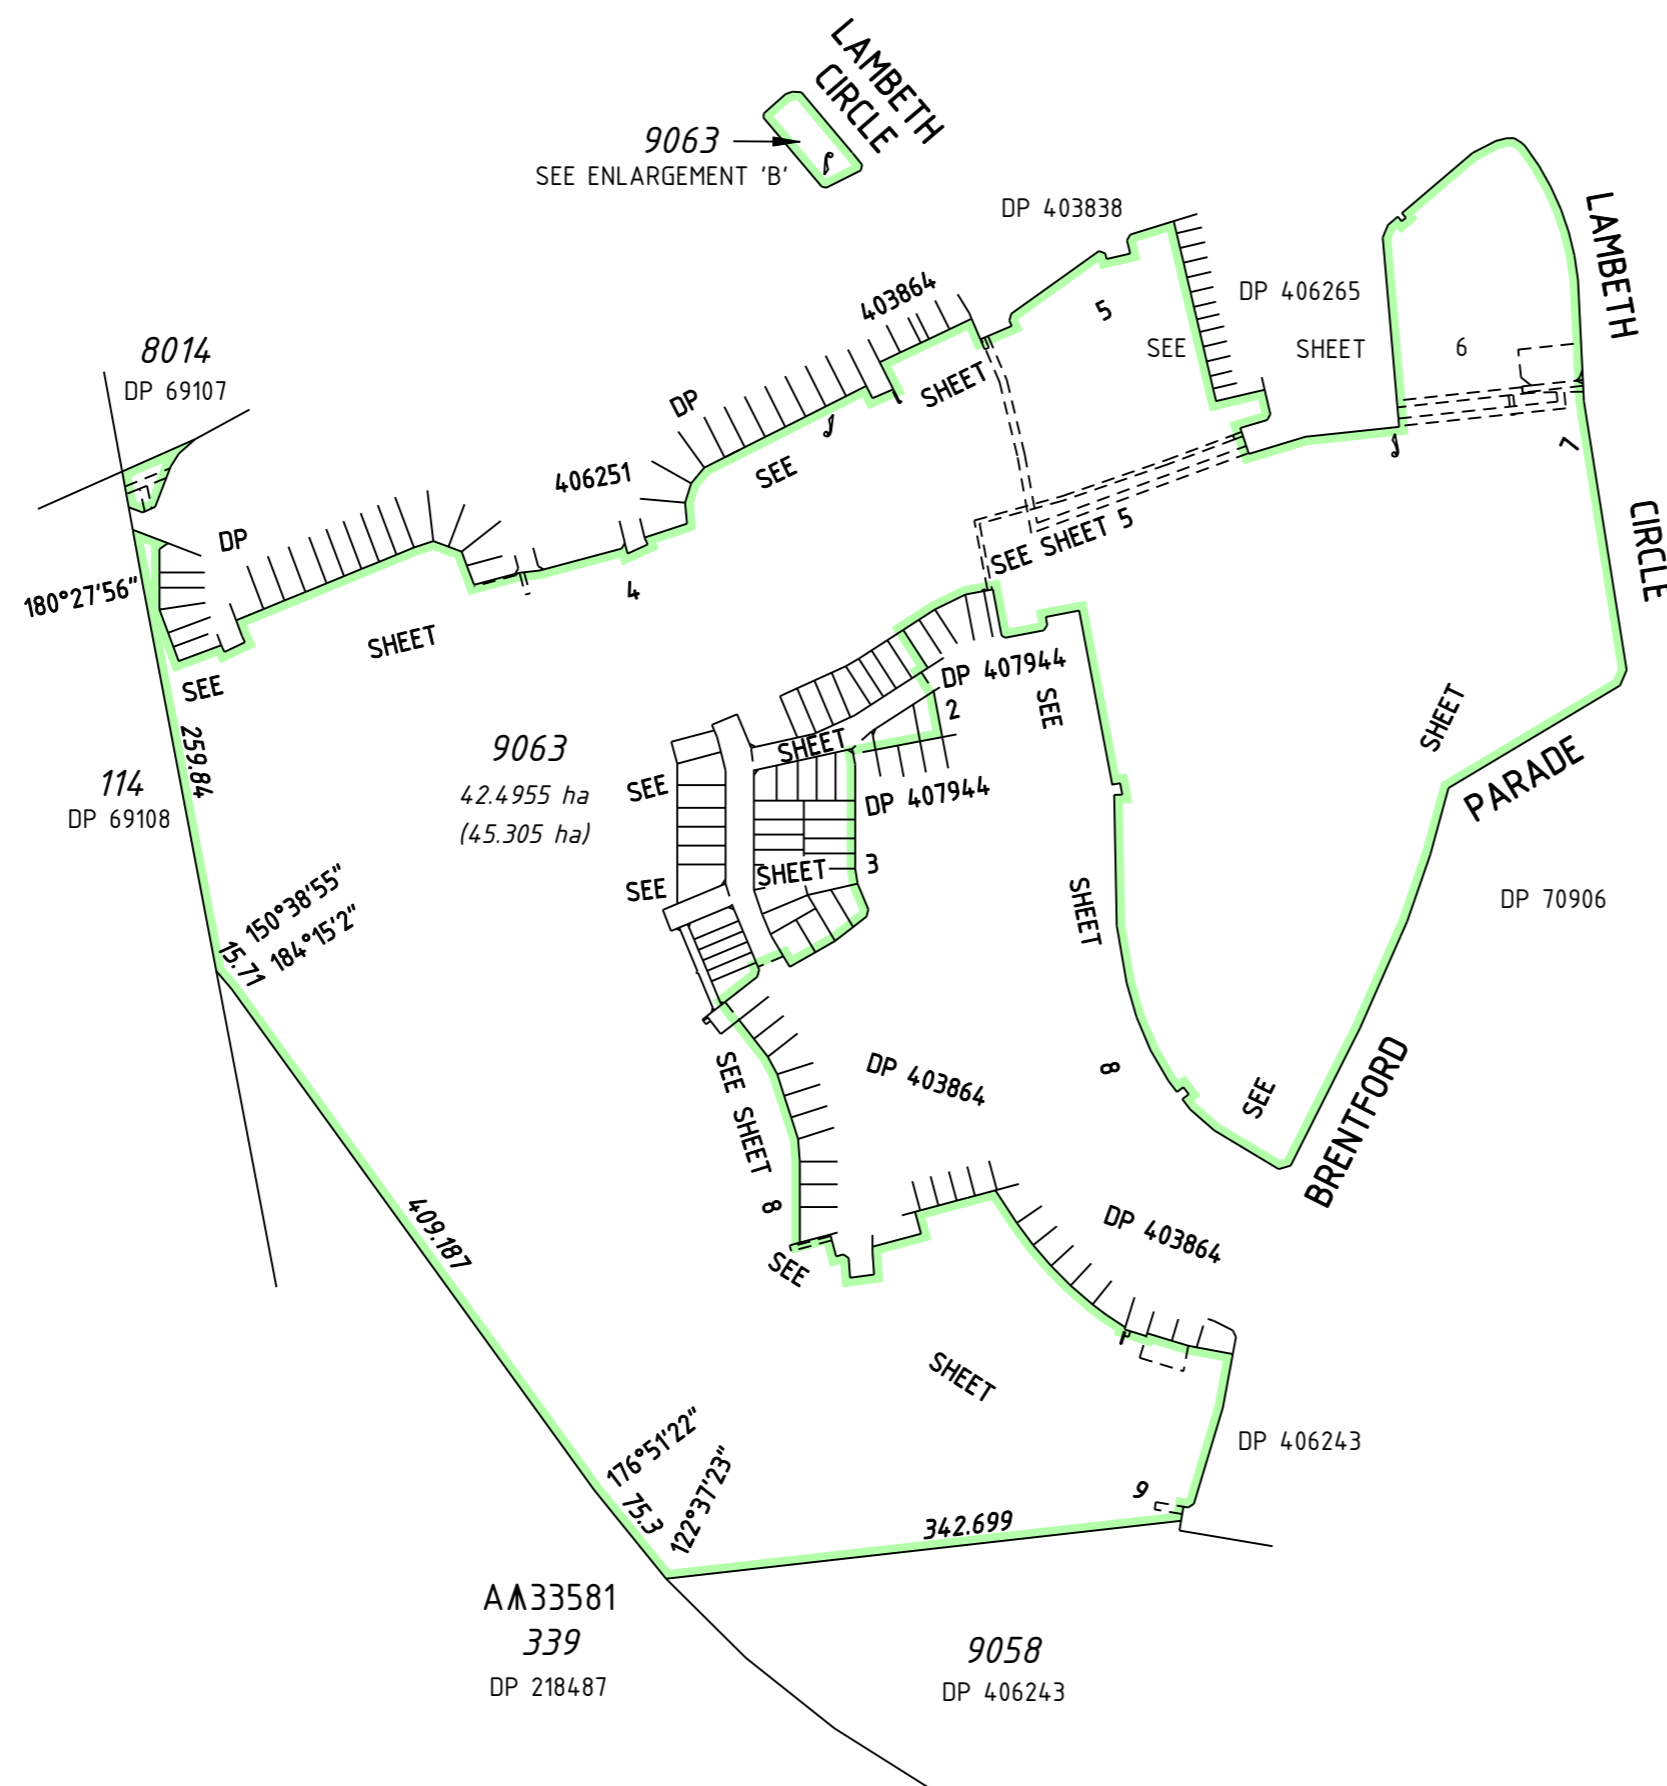 LAMBETH
CIRCLE
9063
SEE ENLARGEMENT 'B'
DP 403838
LAMBETH
403864
5
DP 406265
SEE
SHEET
6
8014
DP 69107
DP
SHEET
406251
SEE
7
DP
SEE SHEET 5
CIRCLE
180°27'56"
4
SHEET
SEE
DP 407944
SEE
2
SHEET
259.84
9063
SHEET
PARADE
114
DP 69108
42.4955 ha
(45.305 ha)
SEE
DP 407944
SHEET
3
SEE
DP 70906
SHEET
150°38'55"
15.71
184°15'2"
SEE SHEET 8
DP 403864
8
SEE
BRENTFORD
409.187
SEE
DP 403864
SHEET
DP 406243
176°51'22"
75.3
122°37'23"
9
342.699
33581
339
DP 218487
9058
DP 406243